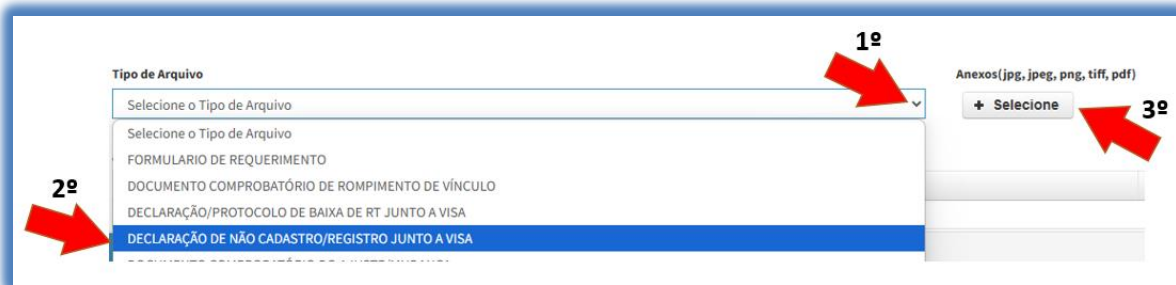 1º
Tipo de Arquivo
Anexos(jpg, jpeg, png, tiff, pdf)
Selecione o Tipo de Arquivo
+ Selecione
3º
Selecione o Tipo de Arquivo
FORMULARIO DE REQUERIMENTO
2º
DOCUMENTO COMPROBATÓRIO DE ROMPIMENTO DE VÍNCULO
DECLARAÇÃO/PROTOCOLO DE BAIXA DE RT JUNTO A VISA
DECLARAÇÃO DE NÃO CADASTRO/REGISTRO JUNTO A VISA